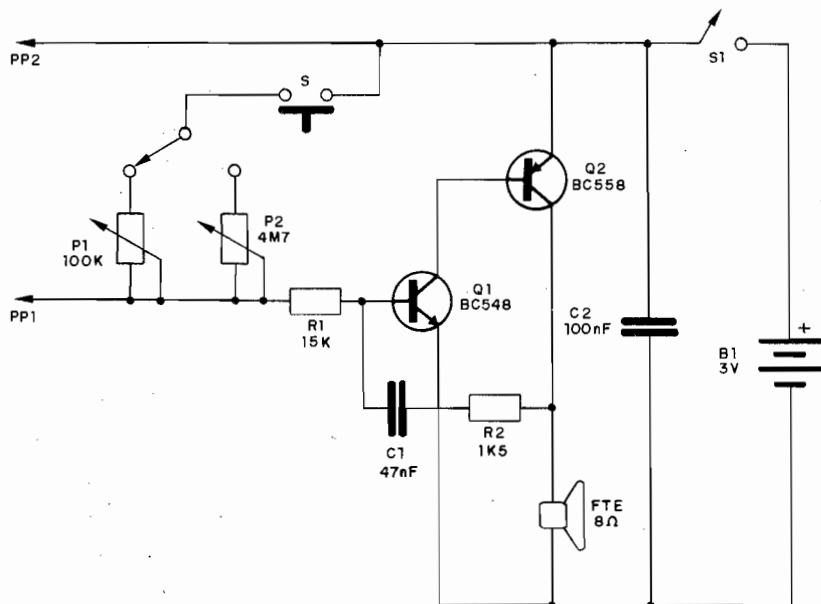 PP2
S
S1
Q2
BC558
P1
100K
P2
4M7
Q1
BC548
PP1
R1
15K
C2
100nF
+
B1
3V
C1
47nF
R2
1K5
FTE
8Ω